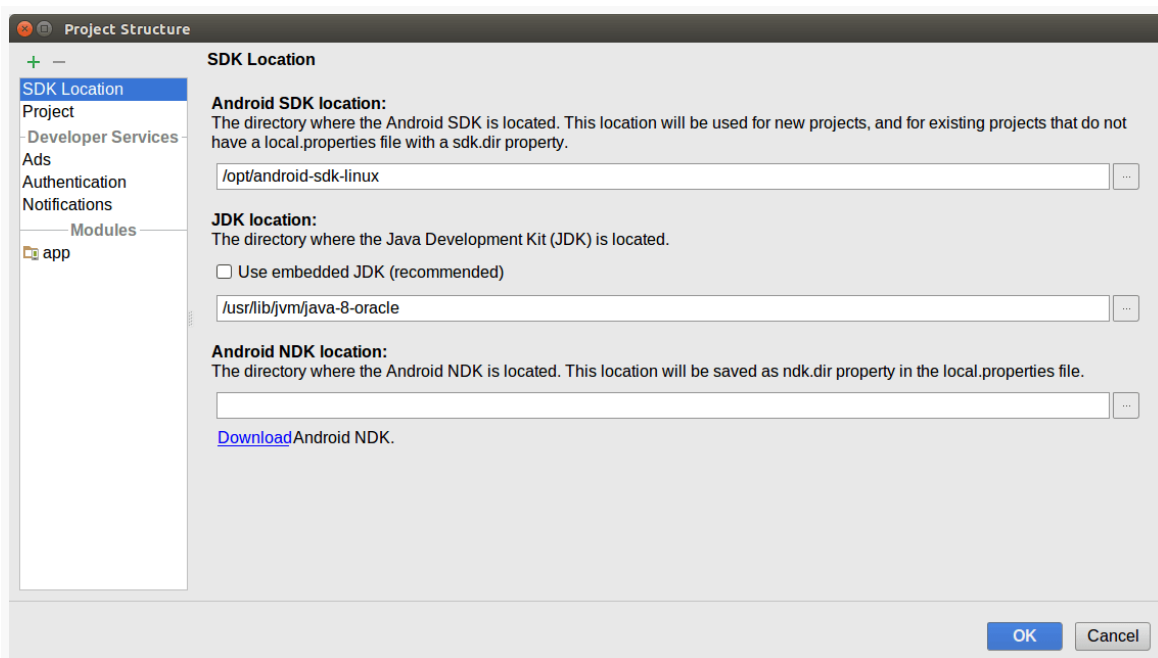 Project Structure
SDK Location
Project
Developer Services
Ads
Authentication
Notifications
Modules
app
SDK Location
Android SDK location:
The directory where the Android SDK is located. This location will be used for new projects, and for existing projects that do not
have a local.properties file with a sdk.dir property.
/opt/android-sdk-linux
...
JDK location:
The directory where the Java Development Kit (JDK) is located.
Use embedded JDK (recommended)
/usr/lib/jvm/java-8-oracle
...
Android NDK location:
The directory where the Android NDK is located. This location will be saved as ndk.dir property in the local.properties file.
...
Download Android NDK.
OK
Cancel